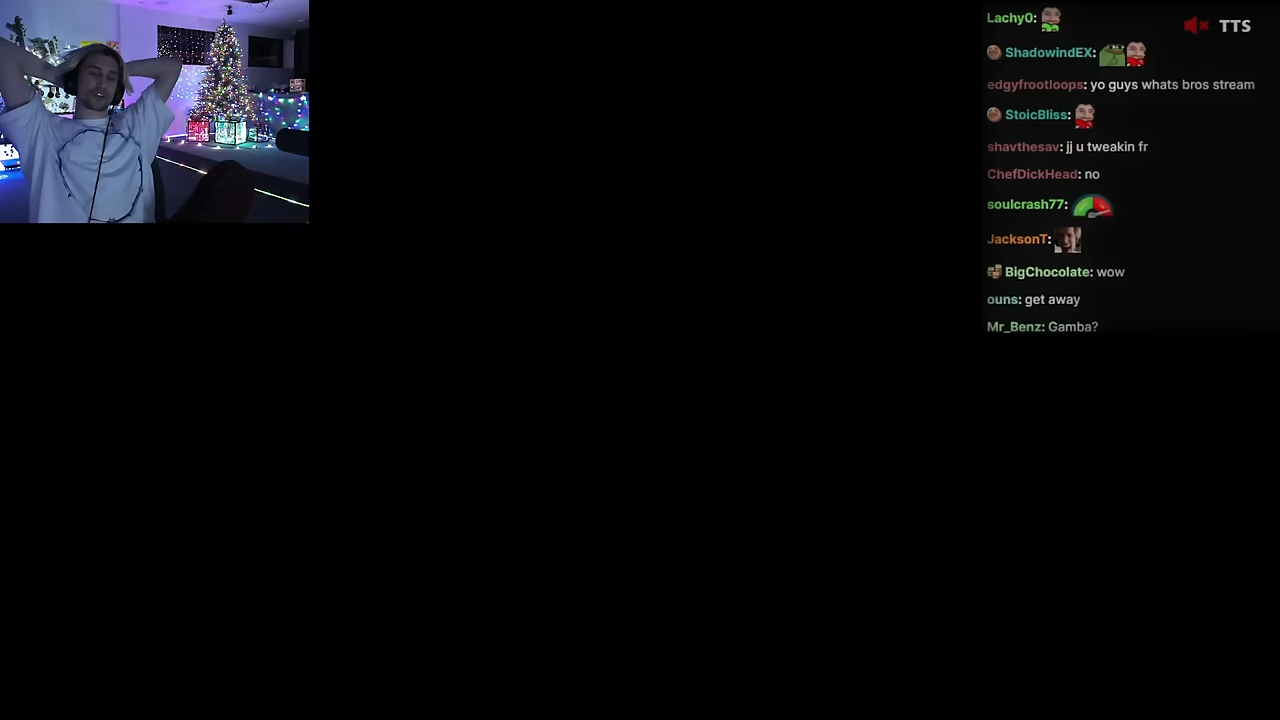 Lachy0:
TTS
ShadowindEX:
edgyfrootloops: yo guys whats bros stream
StoicBliss:
shavthesav: jj u tweakin fr
ChefDickHead: no
soulcrash77:
JacksonT:
BigChocolate: wow
ouns: get away
Mr_Benz: Gamba?